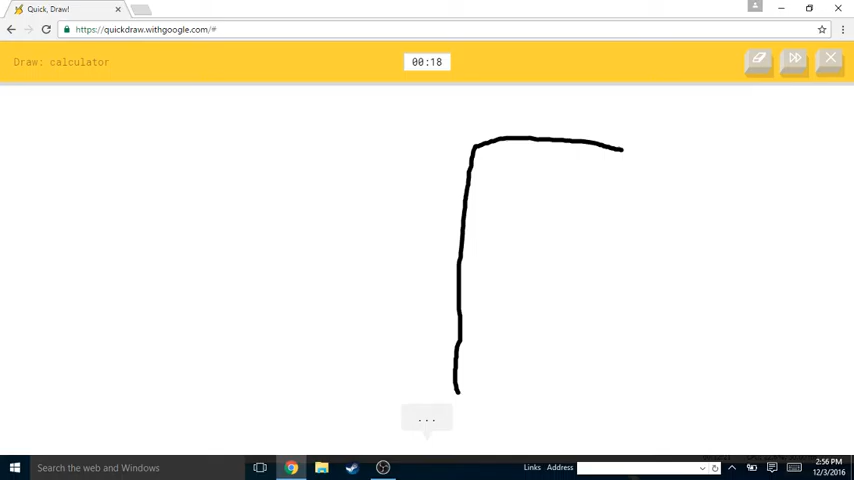 Quick, Draw!
https://quickdraw.withgoogle.com/#
Draw: calculator
00:18
...
Search the web and Windows
Links
Address
2:56 PM
12/3/2016